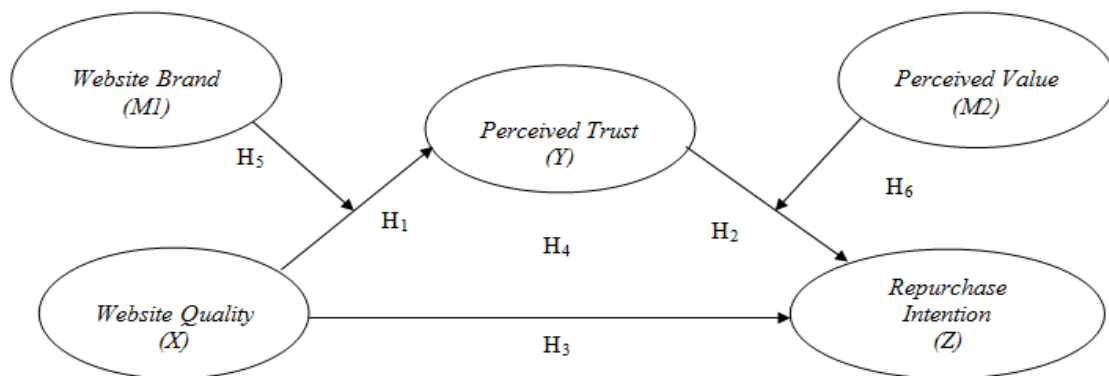 Website Brand
(M1)
Perceived Trust
(Y)
Perceived Value
(M2)
H5
H6
H1
H4
H2
Website Quality
(X)
Repurchase
Intention
(Z)
H3